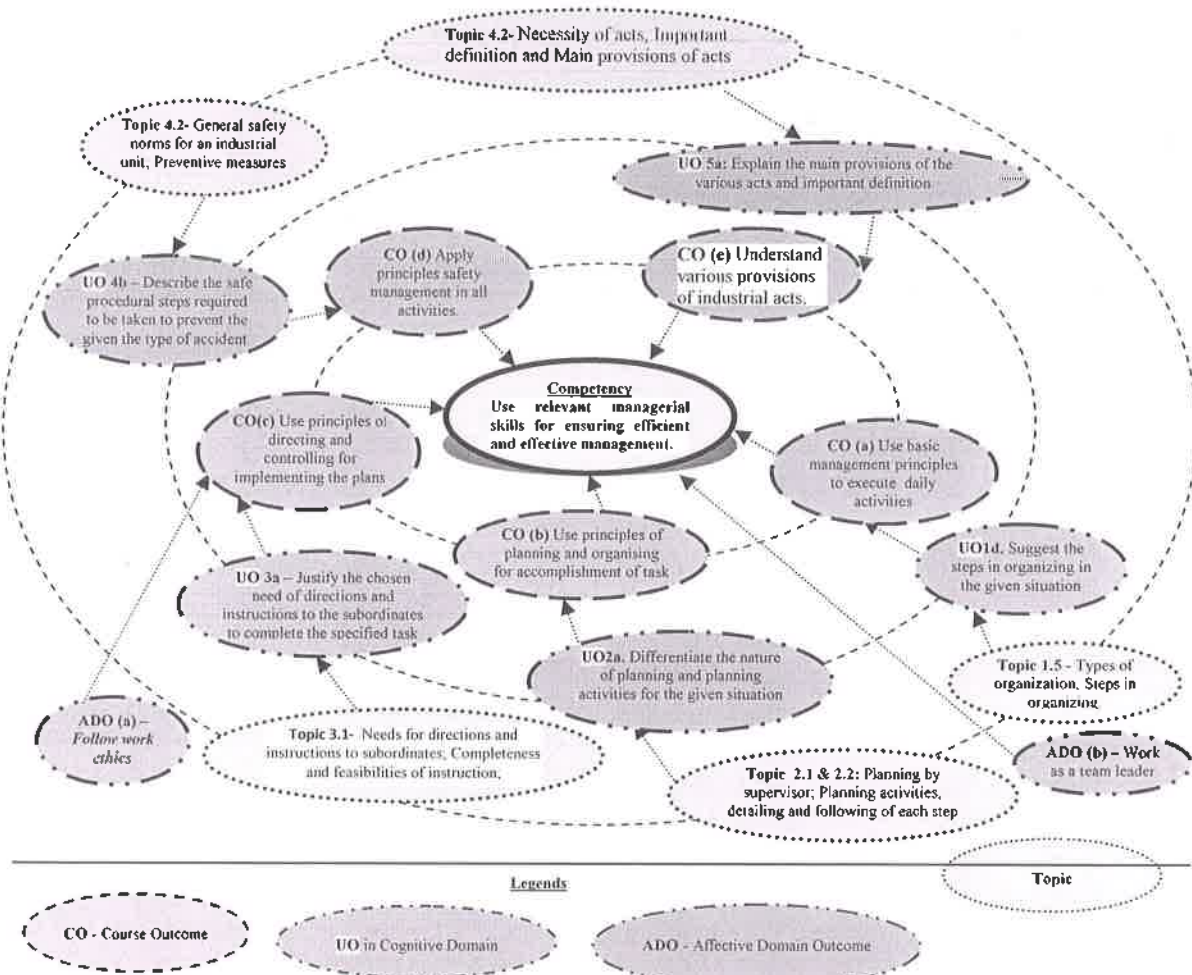 Topic 4.2- Necessity of acts, Important
definition and Main provisions of acts
Topic 4.2- General safety
norms for an industrial
unit, Preventive measures
UO 5a: Explain the main provisions of the
various acts and important definition
CO (d) Apply
principles safety
management in all
activities.
CO (e) Understand
various provisions
of industrial acts.
UO 4b – Describe the safe
procedural steps required
to be taken to prevent the
given the type of accident
Competency
Use relevant managerial
skills for ensuring efficient
and effective management.
CO(c) Use principles of
directing and
controlling for
implementing the plans
CO (a) Use basic
management principles
to execute daily
activities
CO (b) Use principles of
planning and organising
for accomplishment of task
UO1d. Suggest the
steps in organizing in
the given situation
UO 3a – Justify the chosen
need of directions and
instructions to the subordinates
to complete the specified task
UO2a. Differentiate the nature
of planning and planning
activities for the given situation
Topic 1.5 - Types of
organization, Steps in
organizing
ADO (a) –
Follow work
ethics
Topic 3.1- Needs for directions and
instructions to subordinates; Completeness
and feasibilities of instruction,
ADO (b) – Work
as a team leader
Topic 2.1 & 2.2: Planning by
supervisor; Planning activities,
detailing and following of each step
Legends
Topic
CO - Course Outcome
UO in Cognitive Domain
ADO - Affective Domain Outcome